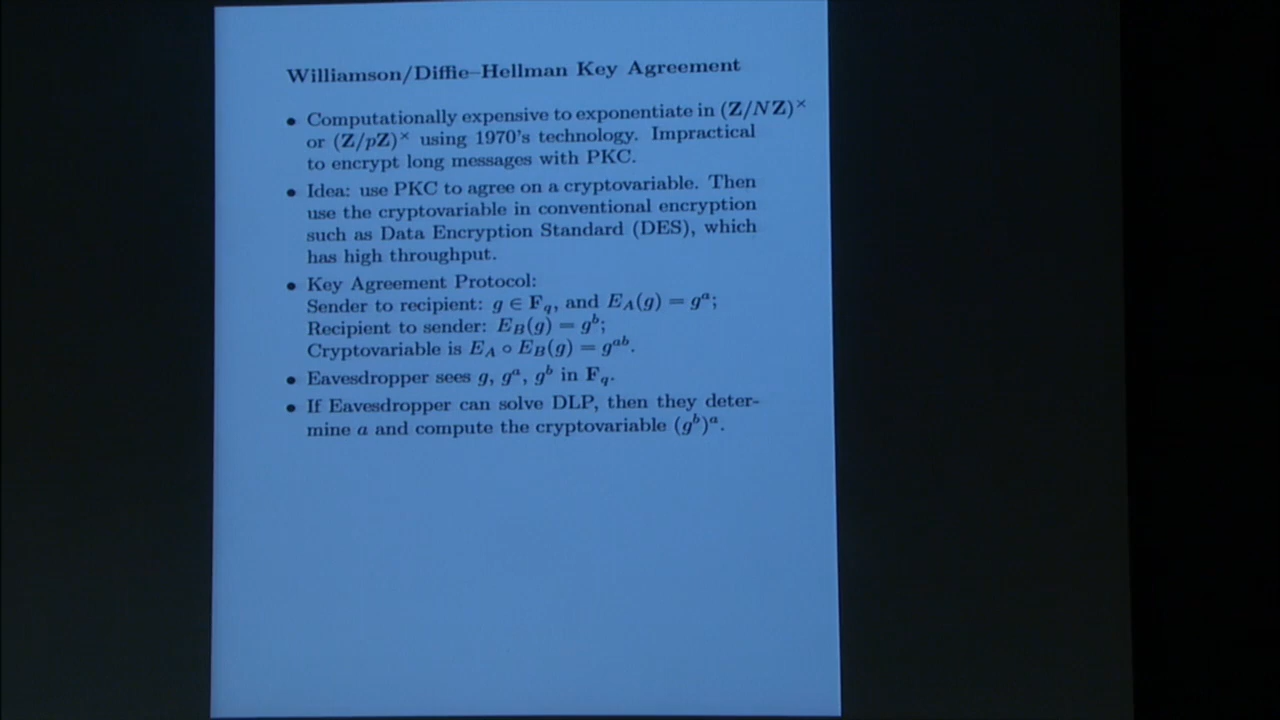 Williamson/Diffie–Hellman Key Agreement
• Computationally expensive to exponentiate in (Z/NZ)×
or (Z/pZ)× using 1970's technology. Impractical
to encrypt long messages with PKC.
• Idea: use PKC to agree on a cryptovariable. Then
use the cryptovariable in conventional encryption
such as Data Encryption Standard (DES), which
has high throughput.
• Key Agreement Protocol:
Sender to recipient: g ∈ F_q, and E_A(g) = g^a;
Recipient to sender: E_B(g) = g^b;
Cryptovariable is E_A ∘ E_B(g) = g^{ab}.
• Eavesdropper sees g, g^a, g^b in F_q.
• If Eavesdropper can solve DLP, then they deter-
mine a and compute the cryptovariable (g^b)^a.